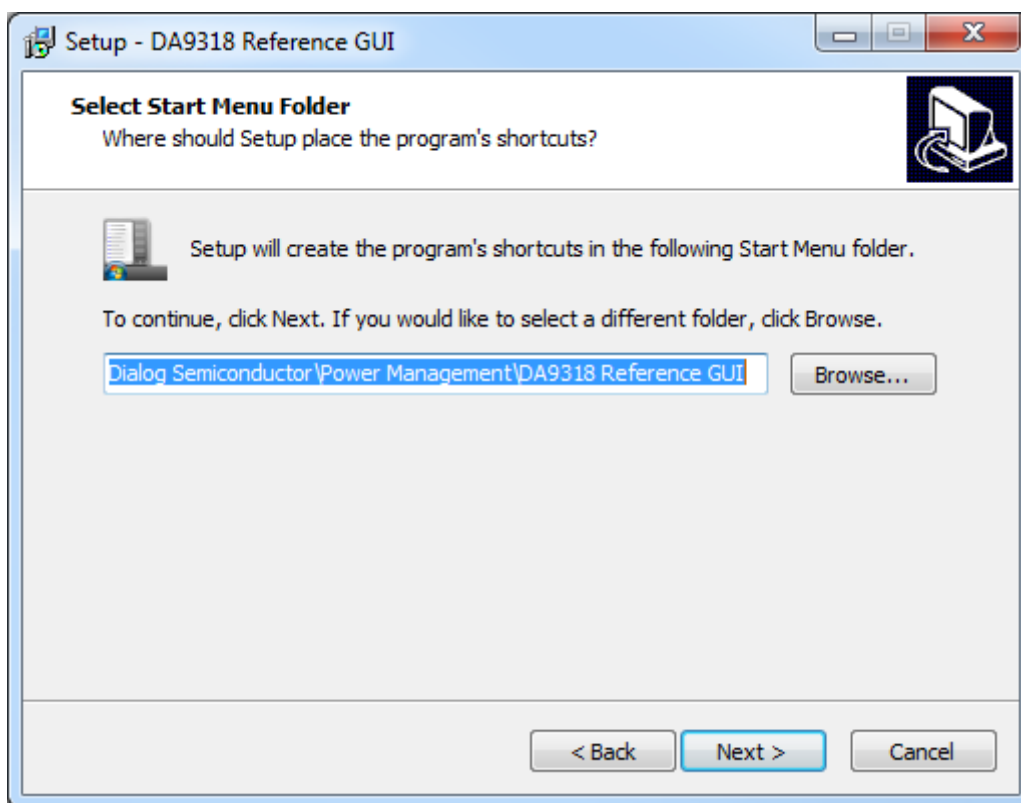 Setup - DA9318 Reference GUI
Select Start Menu Folder
Where should Setup place the program's shortcuts?
Setup will create the program's shortcuts in the following Start Menu folder.
To continue, click Next. If you would like to select a different folder, click Browse.
Dialog Semiconductor\Power Management\DA9318 Reference GUI
Browse...
< Back
Next >
Cancel